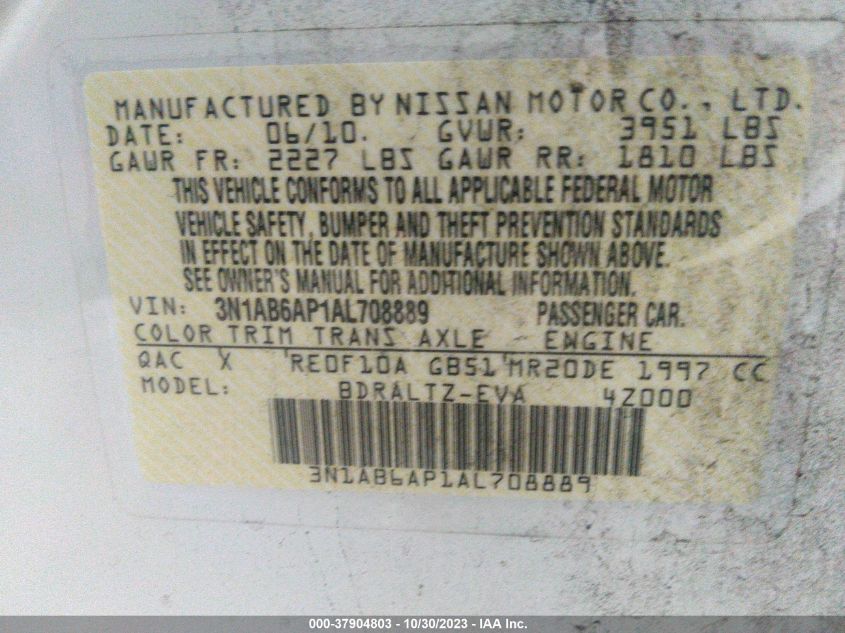 MANUFACTURED BY NISSAN MOTOR CO., LTD.
DATE: 06/10. GVWR: 3951 LBS
GAWR FR: 2227 LBS GAWR RR: 1810 LBS
THIS VEHICLE CONFORMS TO ALL APPLICABLE FEDERAL MOTOR
VEHICLE SAFETY, BUMPER AND THEFT PREVENTION STANDARDS
IN EFFECT ON THE DATE OF MANUFACTURE SHOWN ABOVE.
SEE OWNER'S MANUAL FOR ADDITIONAL INFORMATION.
VIN: 3N1AB6AP1AL708889 PASSENGER CAR.
COLOR TRIM TRANS AXLE ENGINE
QAC X RE0F10A GB51 MR20DE 1997 CC
MODEL: BDRALTZ-EVA 4Z000
3N1AB6AP1AL708889
000-37904803 - 10/30/2023 - IAA Inc.